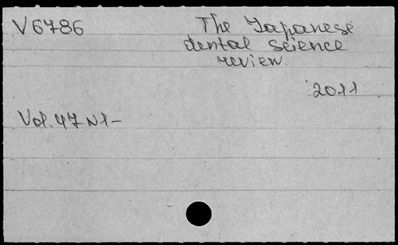 V6786
The Japanese
dental science
review.
2011
Vol. 47 N1-